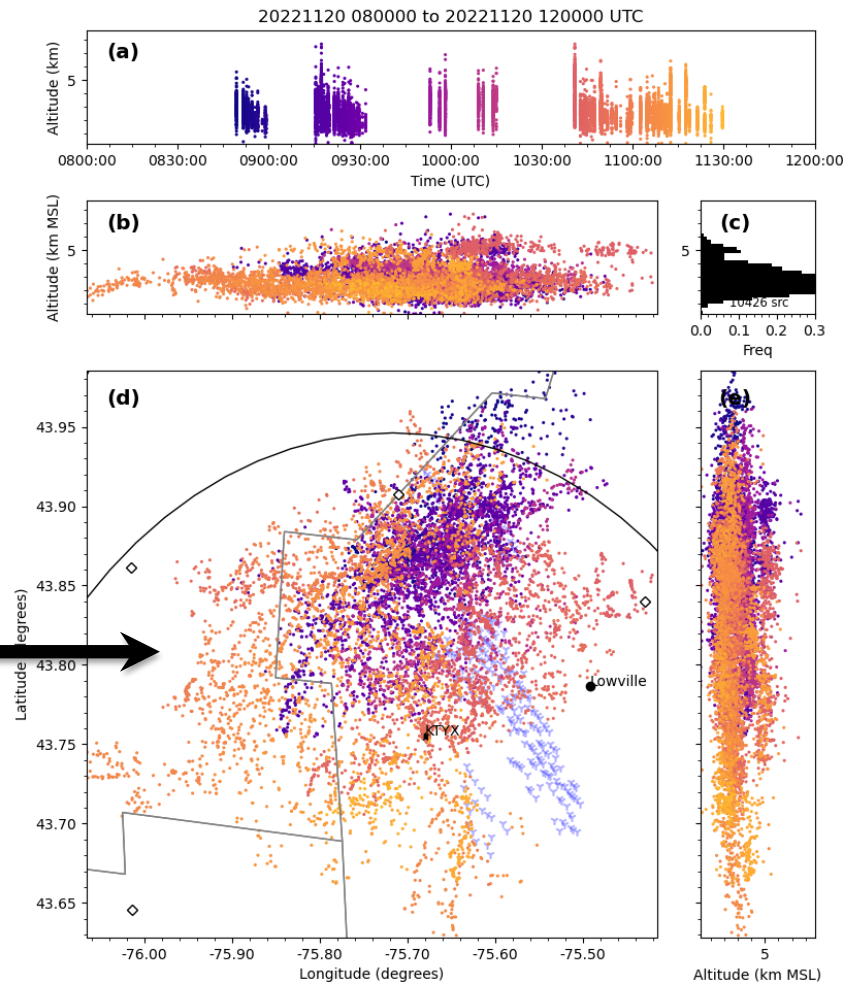 20221120 080000 to 20221120 120000 UTC
(a)
Altitude (km)
5
0800:00 0830:00 0900:00 0930:00 1000:00 1030:00 1100:00 1130:00 1200:00
Time (UTC)
(b)
Altitude (km MSL)
5
(c)
5
10426 src
0.0 0.1 0.2 0.3
Freq
(d)
43.95
43.90
43.85
43.80
43.75
43.70
43.65
Latitude (degrees)
Lowville
KTYX
-76.00 -75.90 -75.80 -75.70 -75.60 -75.50
Longitude (degrees)
(e)
5
Altitude (km MSL)